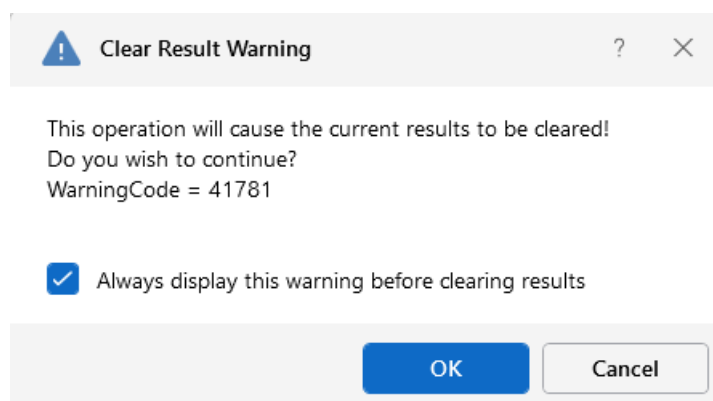 Clear Result Warning
?
This operation will cause the current results to be cleared!
Do you wish to continue?
WarningCode = 41781
Always display this warning before clearing results
OK
Cancel